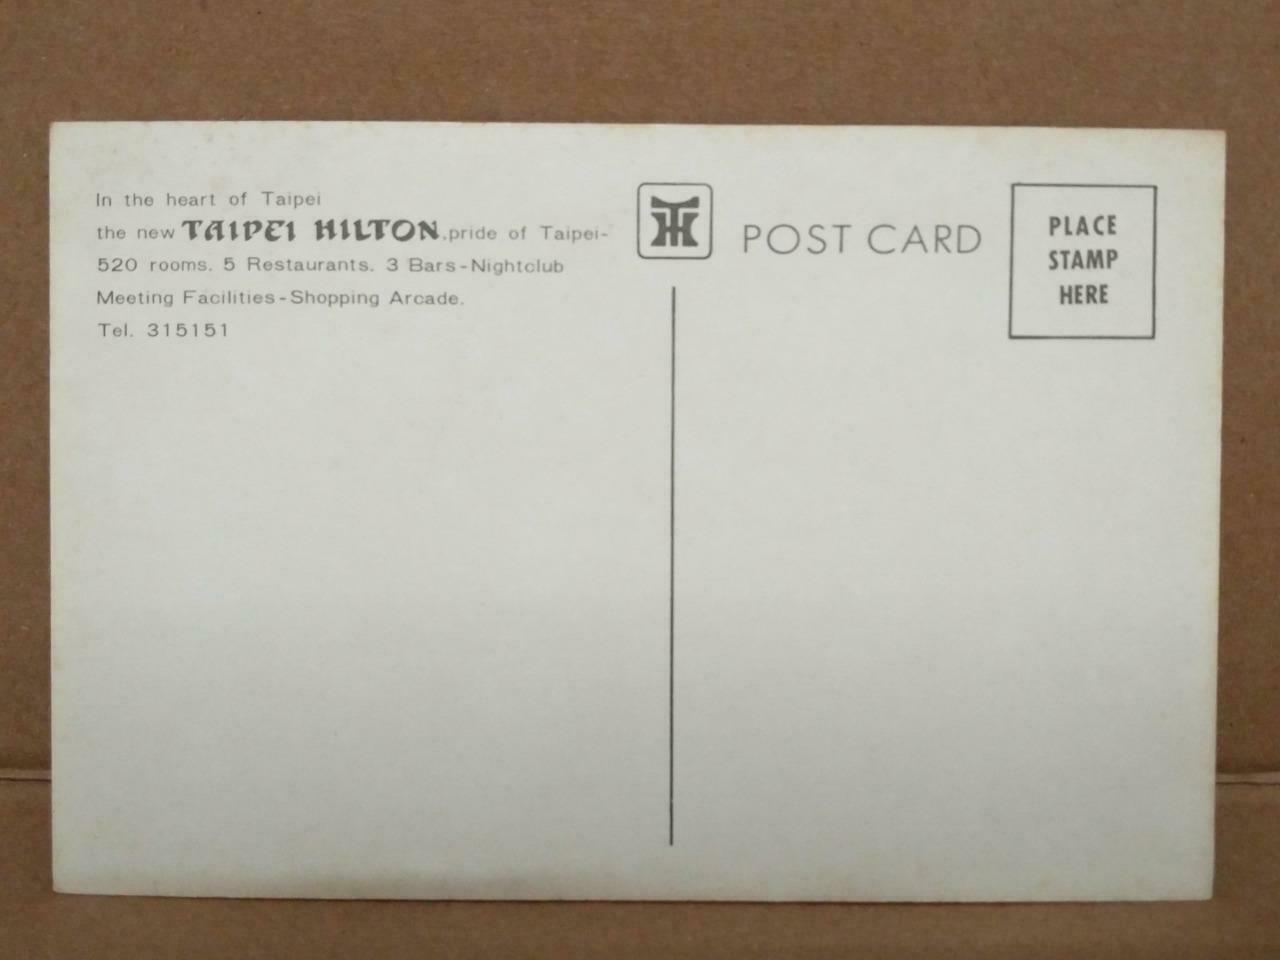 In the heart of Taipei
the new TAIPEI HILTON, pride of Taipei-
520 rooms. 5 Restaurants. 3 Bars-Nightclub
Meeting Facilities-Shopping Arcade.
Tel. 315151
TH
POST CARD
PLACE
STAMP
HERE